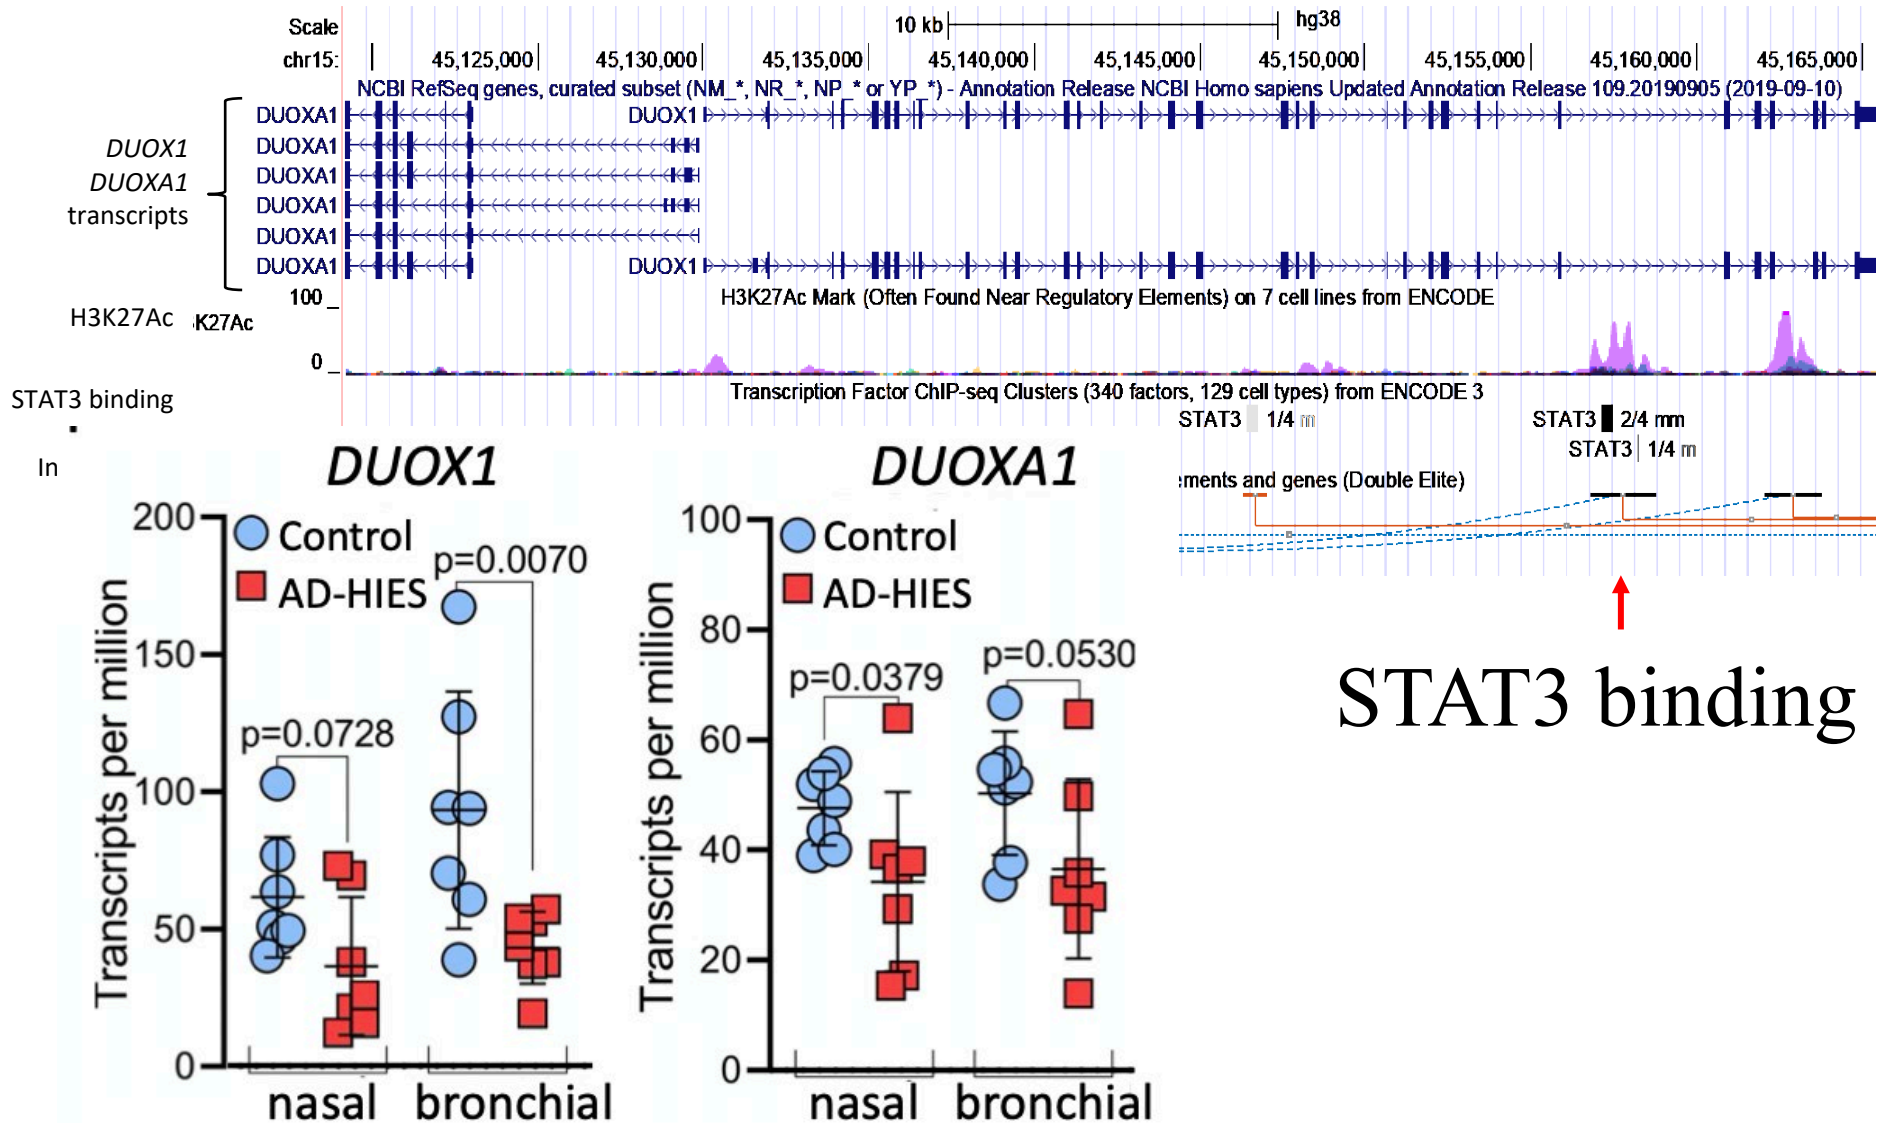 Scale 10 kb hg38
chr15: 45,125,000 45,130,000 45,135,000 45,140,000 45,145,000 45,150,000 45,155,000 45,160,000 45,165,000
NCBI RefSeq genes, curated subset (NM_*, NR_*, NP_* or YP_*) - Annotation Release NCBI Homo sapiens Updated Annotation Release 109.20190905 (2019-09-10)
DUOX1
DUOXA1
transcripts
DUOXA1 DUOX1
DUOXA1
DUOXA1
DUOXA1
DUOXA1
DUOXA1 DUOX1
H3K27Ac Mark (Often Found Near Regulatory Elements) on 7 cell lines from ENCODE
100
H3K27Ac K27Ac
0
Transcription Factor ChIP-seq Clusters (340 factors, 129 cell types) from ENCODE 3
STAT3 binding
STAT3 1/4 STAT3 2/4 mm
STAT3 1/4
In
ments and genes (Double Elite)
STAT3 binding
DUOX1
Transcripts per million
200
150
100
50
0
Control
AD-HIES
p=0.0070
p=0.0728
nasal bronchial
DUOXA1
Transcripts per million
100
80
60
40
20
0
Control
AD-HIES
p=0.0530
p=0.0379
nasal bronchial